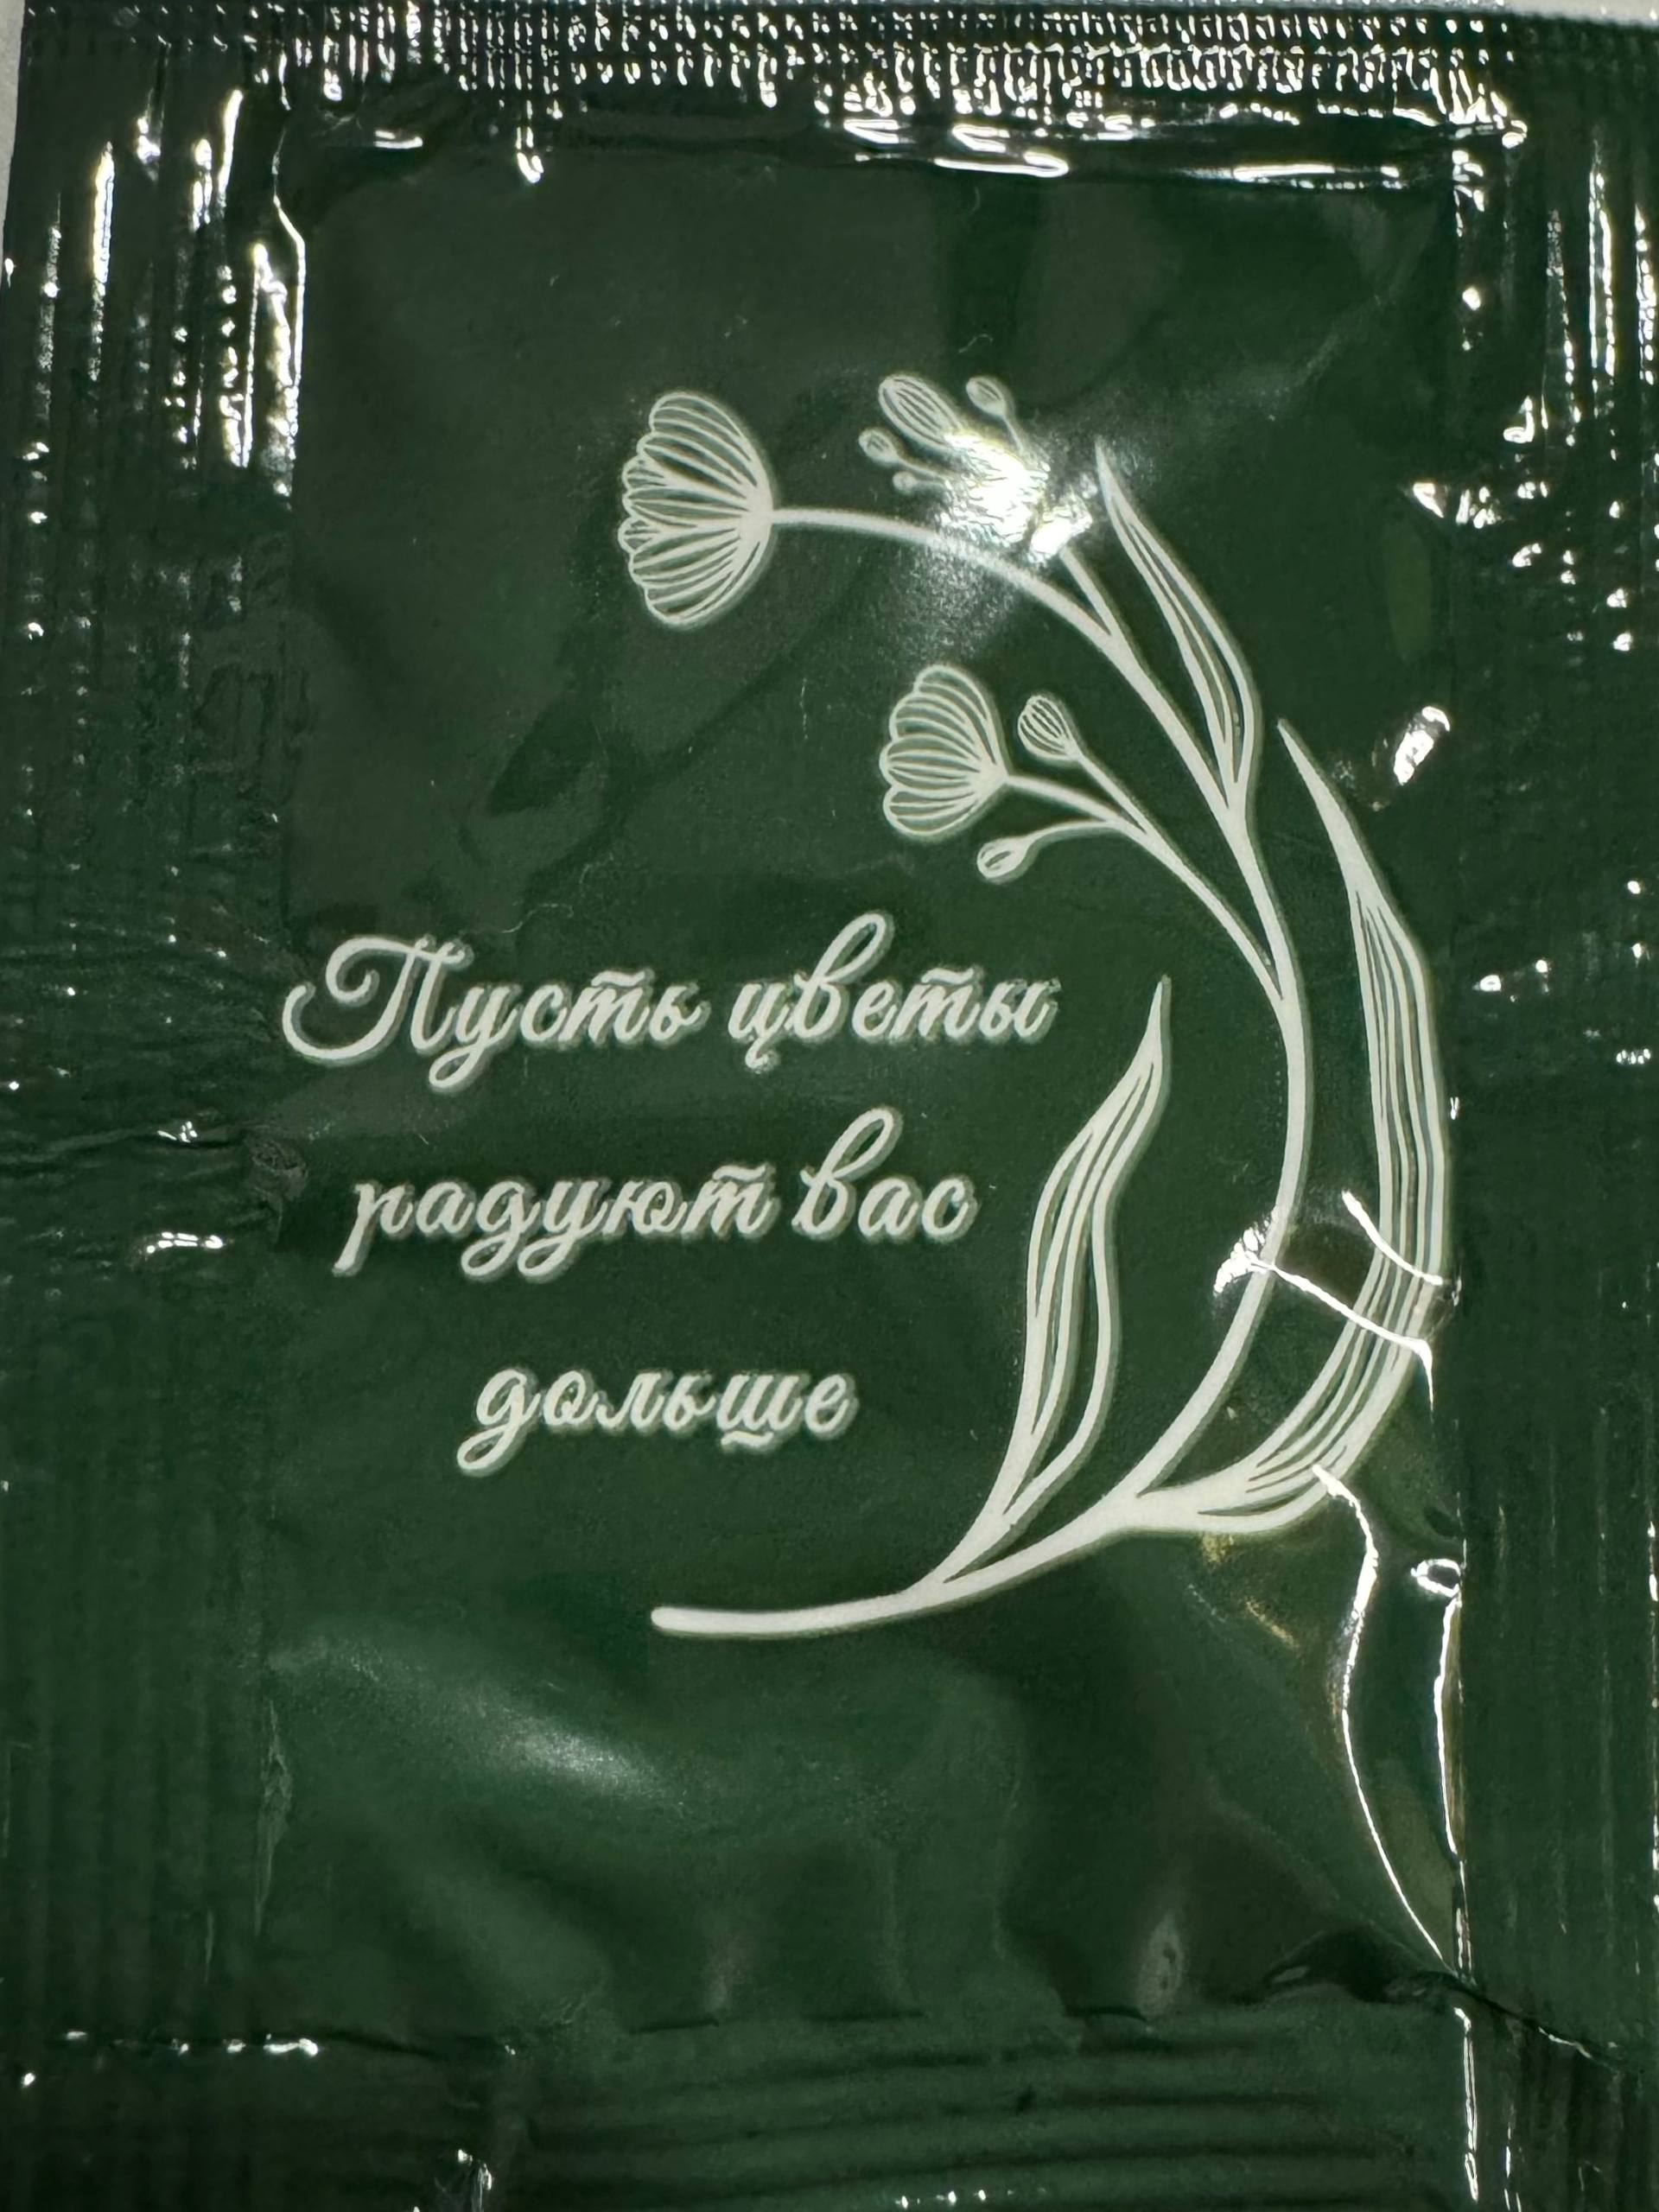 Пусть цветы
радуют вас
дольше